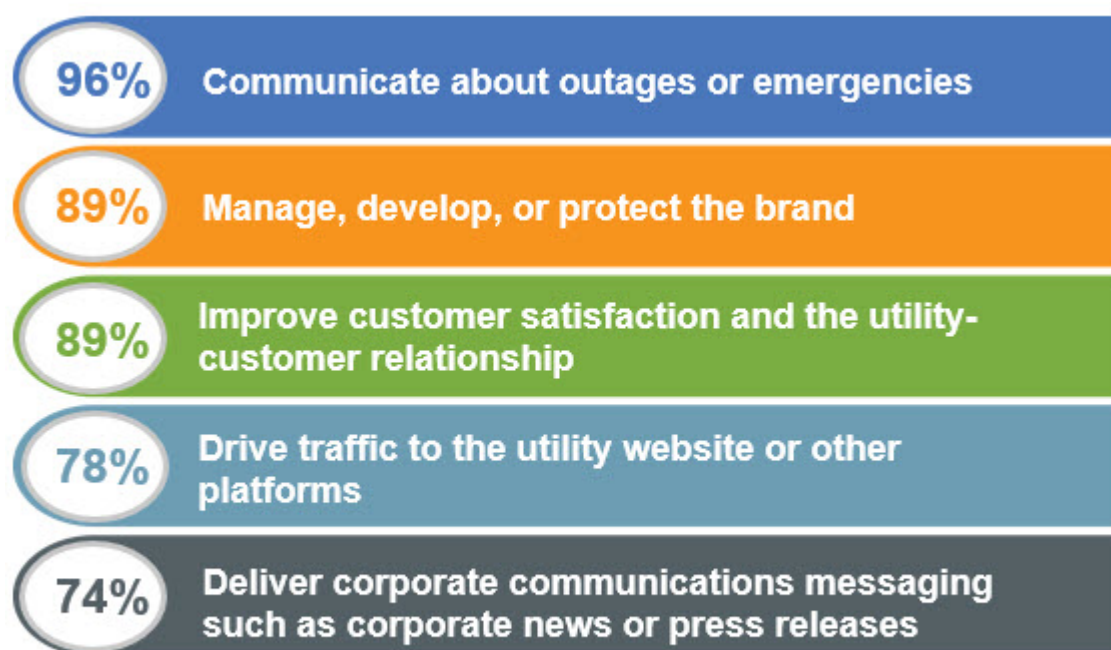 96%
Communicate about outages or emergencies
89%
Manage, develop, or protect the brand
89%
Improve customer satisfaction and the utility-
customer relationship
78%
Drive traffic to the utility website or other
platforms
74%
Deliver corporate communications messaging
such as corporate news or press releases